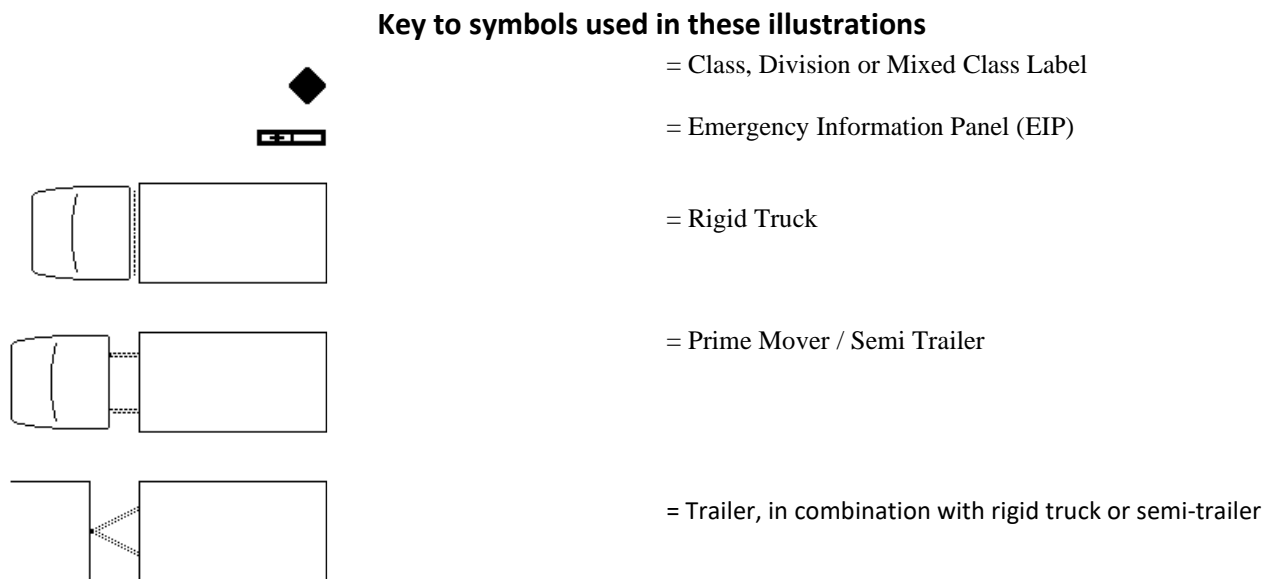 Key to symbols used in these illustrations
= Class, Division or Mixed Class Label
= Emergency Information Panel (EIP)
= Rigid Truck
= Prime Mover / Semi Trailer
= Trailer, in combination with rigid truck or semi-trailer